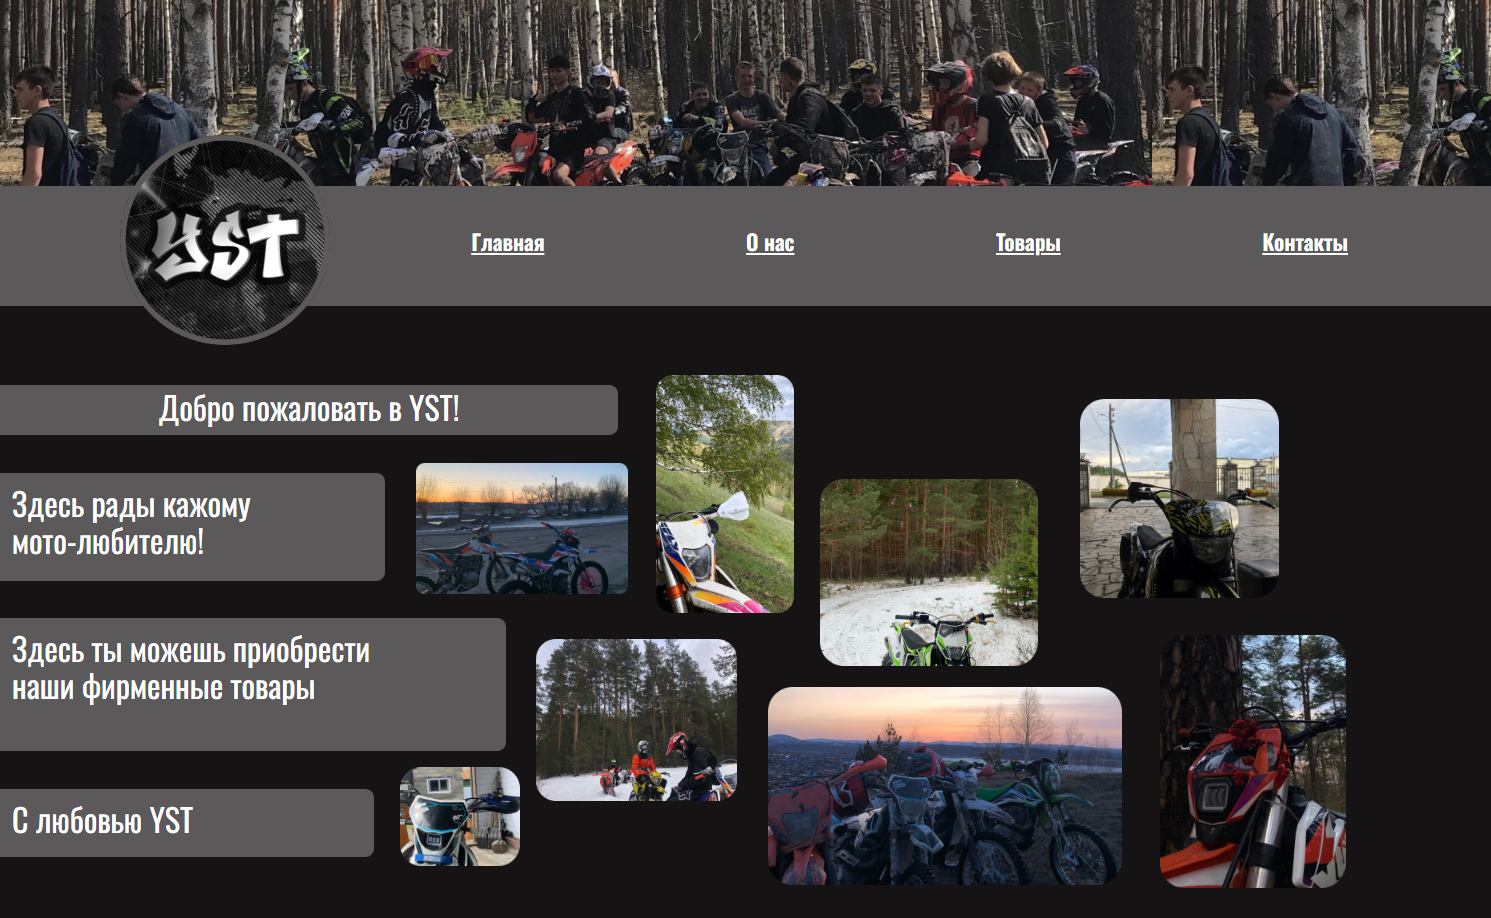 YST
Главная
О нас
Товары
Контакты
Добро пожаловать в YST!
Здесь рады кажому
мото-любителю!
Здесь ты можешь приобрести
наши фирменные товары
С любовью YST